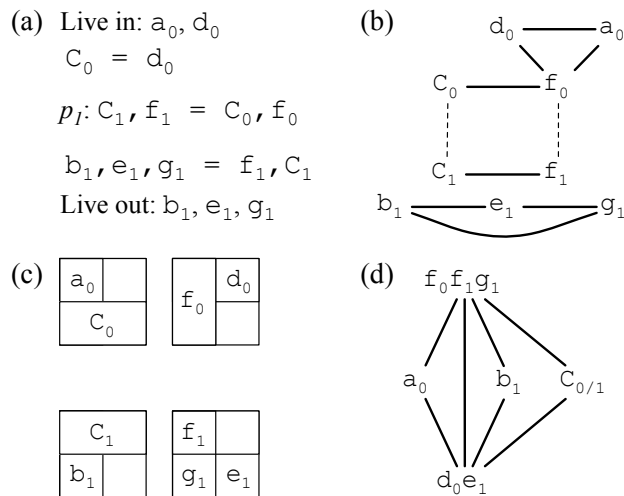 (a) Live in: a₀, d₀
C₀ = d₀
p₁: C₁, f₁ = C₀, f₀
b₁, e₁, g₁ = f₁, C₁
Live out: b₁, e₁, g₁
(b)
d₀ a₀
C₀ f₀
C₁ f₁
b₁ e₁ g₁
(c)
a₀ f₀ d₀
C₀
C₁ f₁
b₁ g₁ e₁
(d)
f₀f₁g₁
a₀ b₁ C₀/₁
d₀e₁